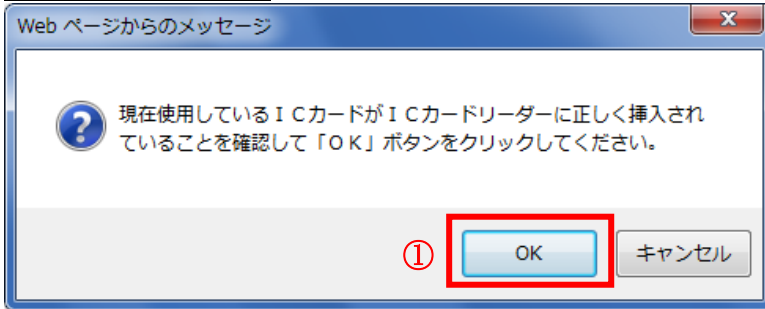 Web ページからのメッセージ
現在使用しているＩＣカードがＩＣカードリーダーに正しく挿入され
ていることを確認して「ＯＫ」ボタンをクリックしてください。
① OK キャンセル